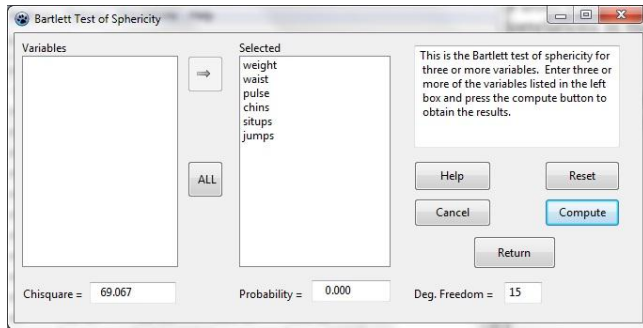 Bartlett Test of Sphericity
Variables
Selected
weight
waist
pulse
chins
situps
jumps
⇒
ALL
This is the Bartlett test of sphericity for
three or more variables. Enter three or
more of the variables listed in the left
box and press the compute button to
obtain the results.
Help
Reset
Cancel
Compute
Return
Chisquare = 69.067
Probability = 0.000
Deg. Freedom = 15